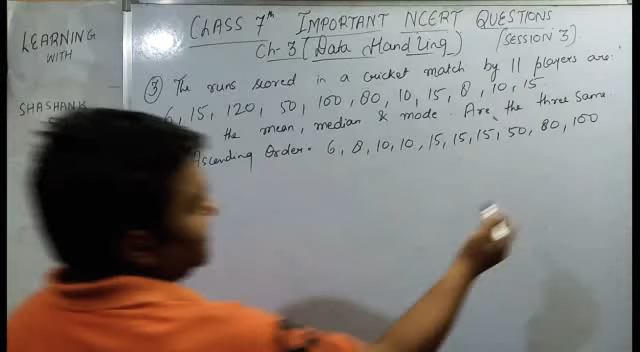 LEARNING
WITH
SHASHANK
CLASS 7th IMPORTANT NCERT QUESTIONS
Ch-3 (Data Handling) (SESSION 3)
③ The runs scored in a cricket match by 11 players are:
6, 15, 120, 50, 100, 80, 10, 15, 8, 10, 15
the mean, median & mode. Are the three same.
Ascending Order. 6, 8, 10, 10, 15, 15, 15, 50, 80, 100